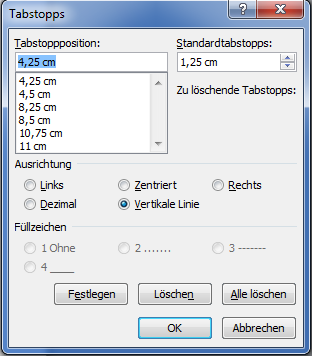 Tabstopps
?
Tabstoppposition: Standardtabstopps:
4,25 cm 1,25 cm
4,25 cm Zu löschende Tabstopps:
4,5 cm
8,25 cm
8,5 cm
10,75 cm
11 cm
Ausrichtung
Links Zentriert Rechts
Dezimal Vertikale Linie
Füllzeichen
1 Ohne 2 ....... 3 -------
4 ____
Festlegen Löschen Alle löschen
OK Abbrechen